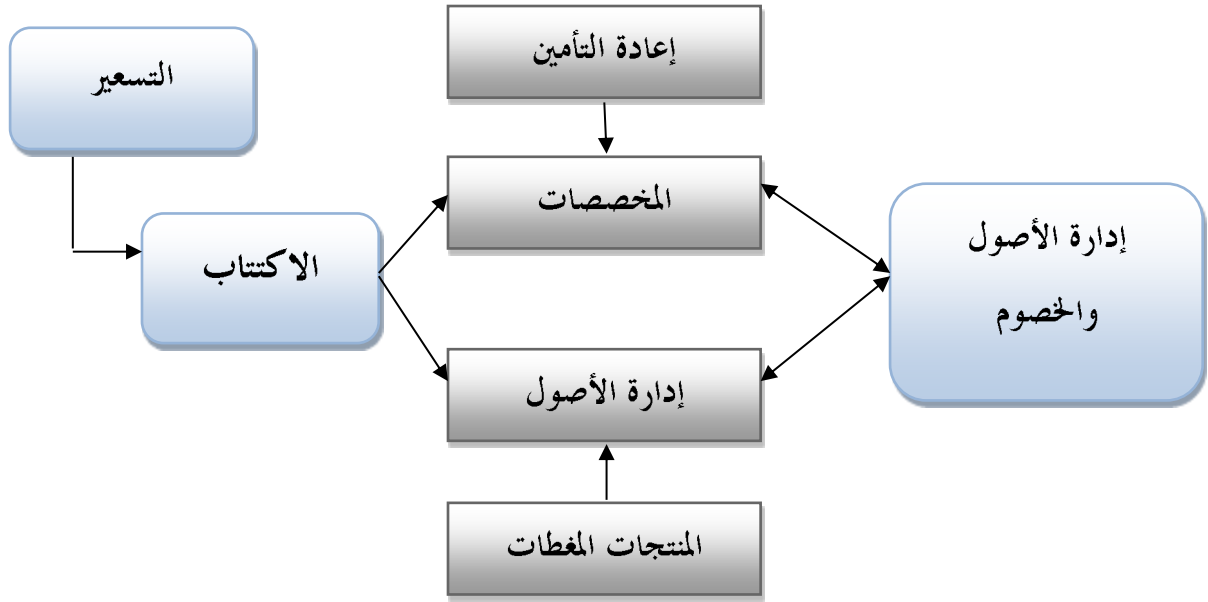 إعادة التأمين
التسعير
المخصصات
الاكتتاب
إدارة الأصول
والخصوم
إدارة الأصول
المنتجات المغطات